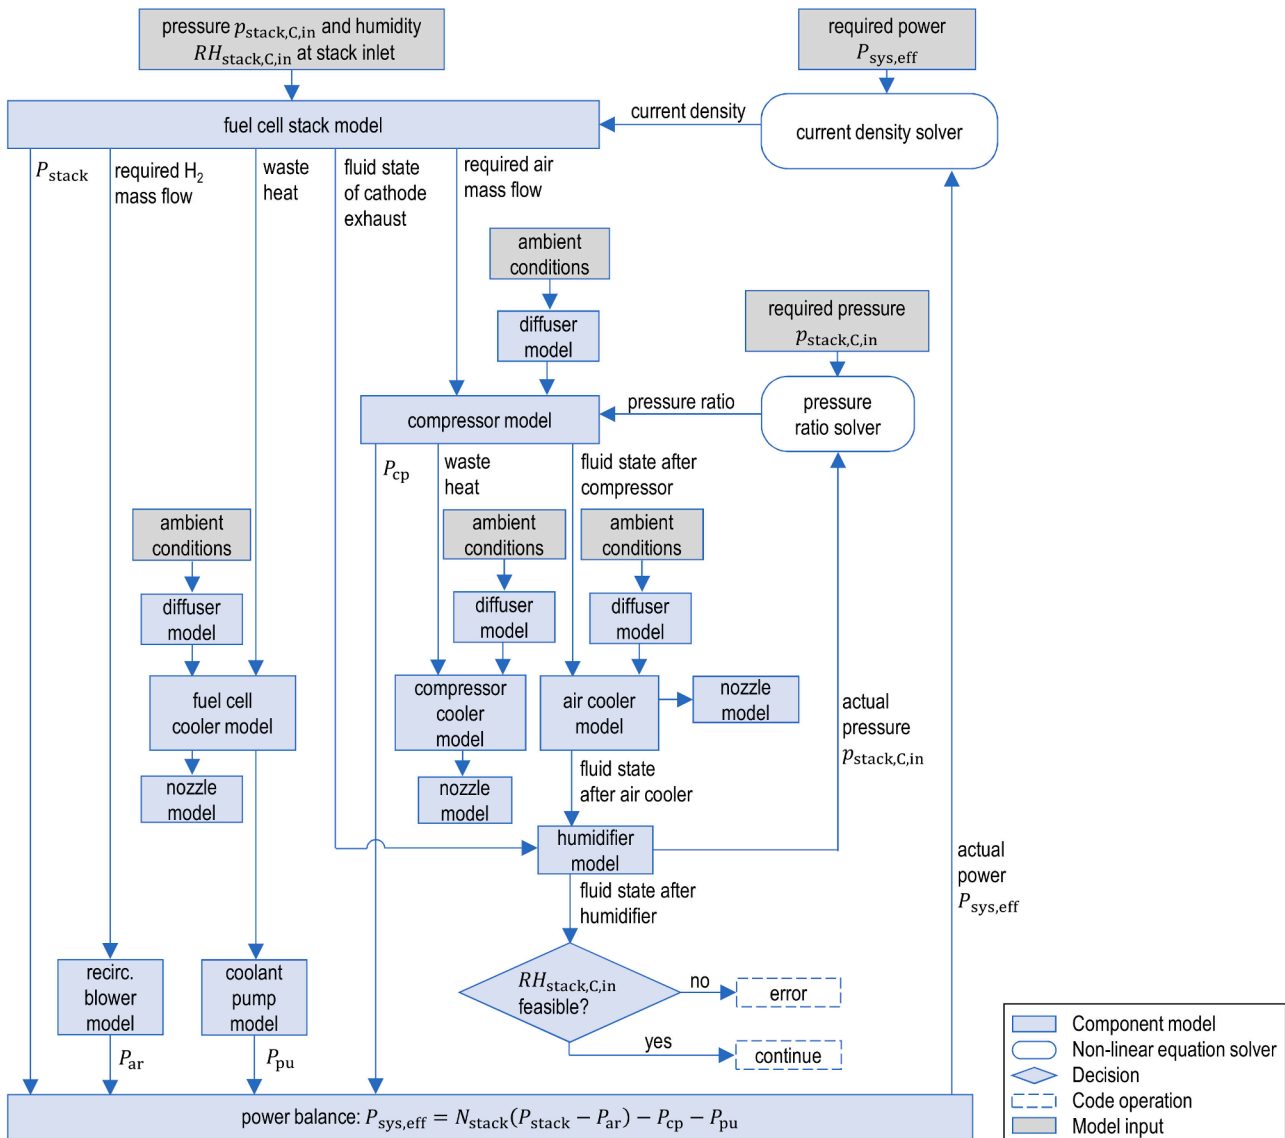 pressure p_stack,C,in and humidity
RH_stack,C,in at stack inlet
required power
P_sys,eff
fuel cell stack model
current density
current density solver
P_stack
required H₂
mass flow
waste
heat
fluid state
of cathode
exhaust
required air
mass flow
ambient
conditions
diffuser
model
required pressure
p_stack,C,in
compressor model
pressure ratio
pressure
ratio solver
P_cp
waste
heat
fluid state after
compressor
ambient
conditions
ambient
conditions
ambient
conditions
diffuser
model
diffuser
model
diffuser
model
fuel cell
cooler model
compressor
cooler
model
air cooler
model
nozzle
model
actual
pressure
p_stack,C,in
nozzle
model
nozzle
model
fluid state
after air cooler
humidifier
model
actual
power
P_sys,eff
fluid state after
humidifier
recirc.
blower
model
coolant
pump
model
RH_stack,C,in
feasible?
no
error
yes
continue
P_ar
P_pu
power balance: P_sys,eff = N_stack(P_stack − P_ar) − P_cp − P_pu
Component model
Non-linear equation solver
Decision
Code operation
Model input